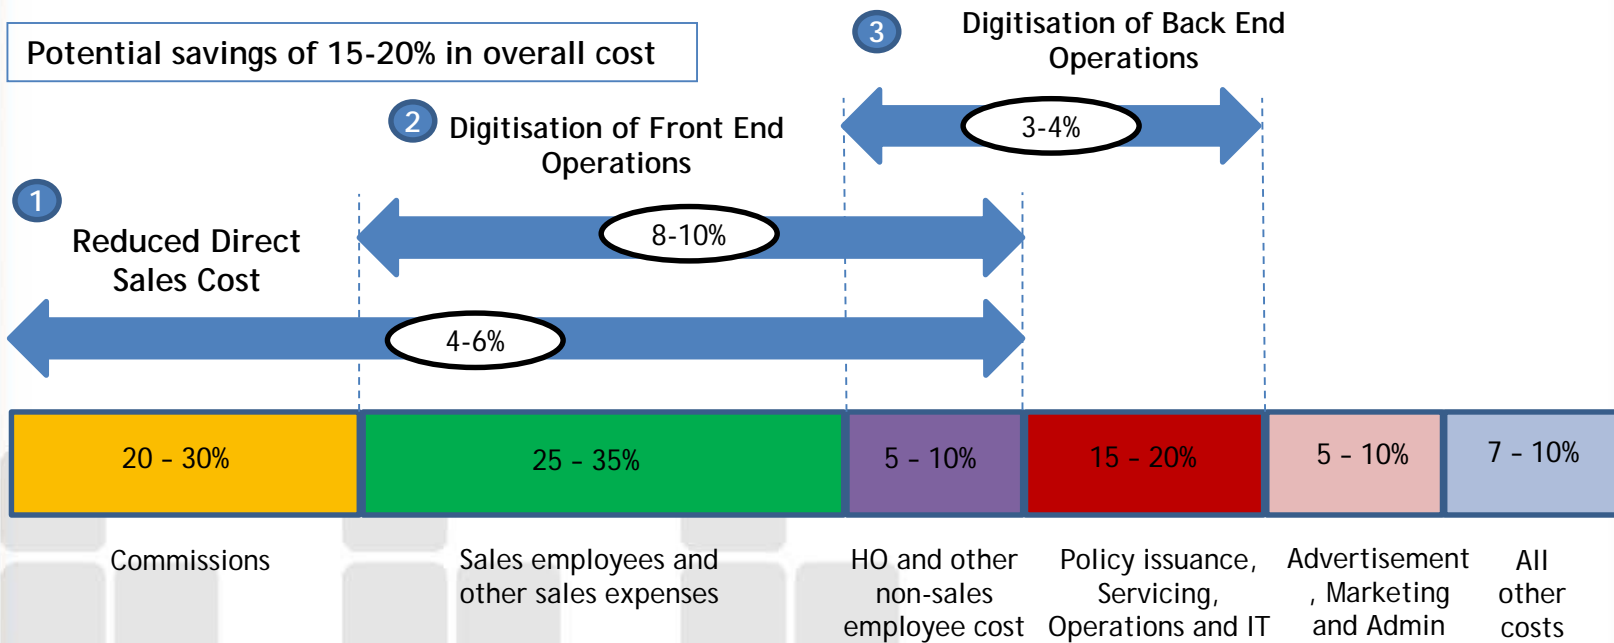 Potential savings of 15-20% in overall cost
3
Digitisation of Back End
Operations
3-4%
2
Digitisation of Front End
Operations
8-10%
1
Reduced Direct
Sales Cost
4-6%
20 – 30%
25 – 35%
5 – 10%
15 – 20%
5 – 10%
7 – 10%
Commissions
Sales employees and
other sales expenses
HO and other
non-sales
employee cost
Policy issuance,
Servicing,
Operations and IT
Advertisement
, Marketing
and Admin
All
other
costs